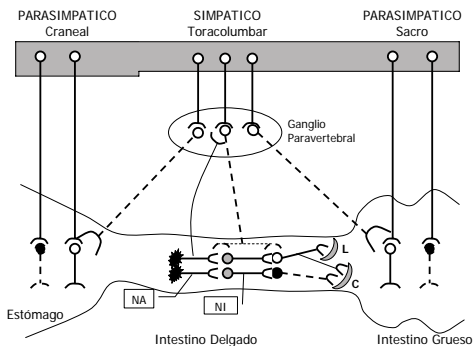 PARASIMPATICO
Craneal
SIMPATICO
Toracolumbar
PARASIMPATICO
Sacro
Ganglio
Paravertebral
L
C
NA
NI
Estómago
Intestino Delgado
Intestino Grueso